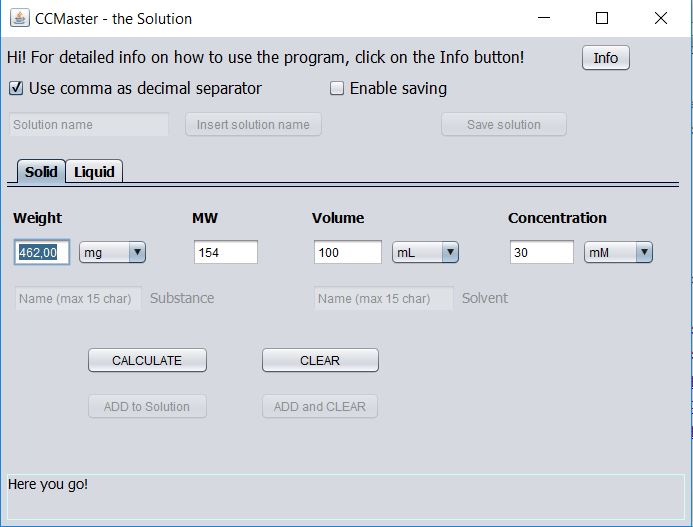 CCMaster - the Solution
Hi! For detailed info on how to use the program, click on the Info button! Info
Use comma as decimal separator Enable saving
Solution name Insert solution name Save solution
Solid Liquid
Weight MW Volume Concentration
462,00 mg 154 100 mL 30 mM
Name (max 15 char) Substance Name (max 15 char) Solvent
CALCULATE CLEAR
ADD to Solution ADD and CLEAR
Here you go!